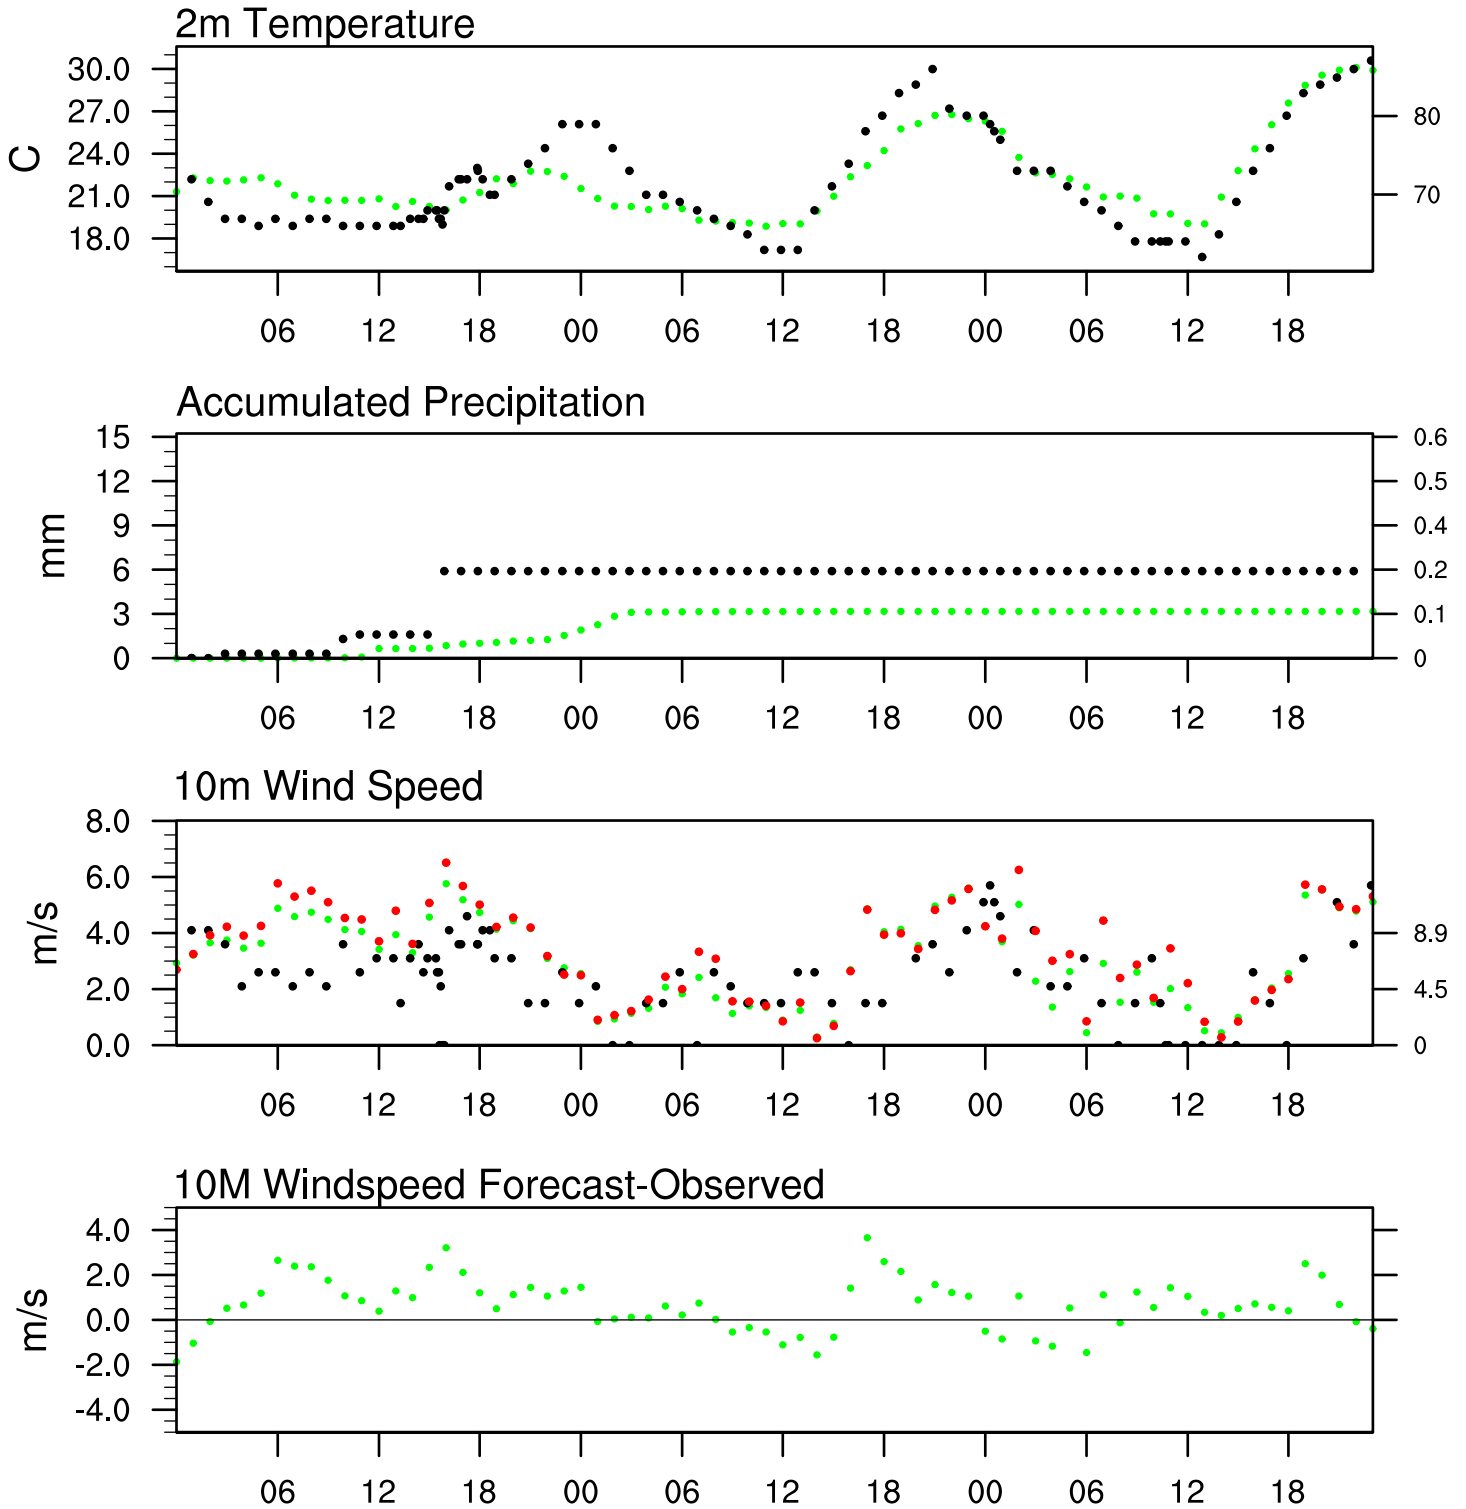 2m Temperature
30.0
27.0
24.0
21.0
18.0
C
80
70
06 12 18 00 06 12 18 00 06 12 18
Accumulated Precipitation
15
12
9
6
3
0
mm
0.6
0.5
0.4
0.2
0.1
0
06 12 18 00 06 12 18 00 06 12 18
10m Wind Speed
8.0
6.0
4.0
2.0
0.0
m/s
8.9
4.5
0
06 12 18 00 06 12 18 00 06 12 18
10M Windspeed Forecast-Observed
4.0
2.0
0.0
-2.0
-4.0
m/s
06 12 18 00 06 12 18 00 06 12 18